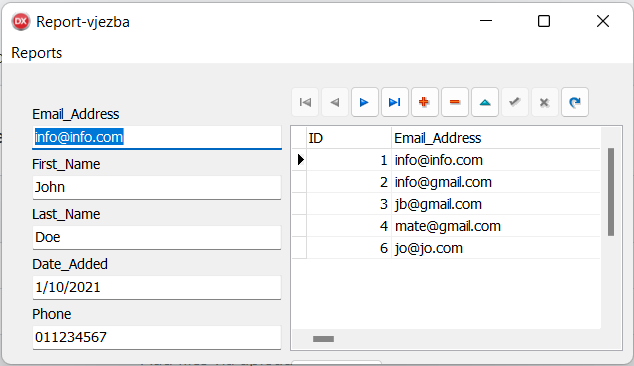 DX Report-vjezba
Reports
Email_Address
info@info.com
First_Name
John
Last_Name
Doe
Date_Added
1/10/2021
Phone
011234567
ID Email_Address
1 info@info.com
2 info@gmail.com
3 jb@gmail.com
4 mate@gmail.com
6 jo@jo.com